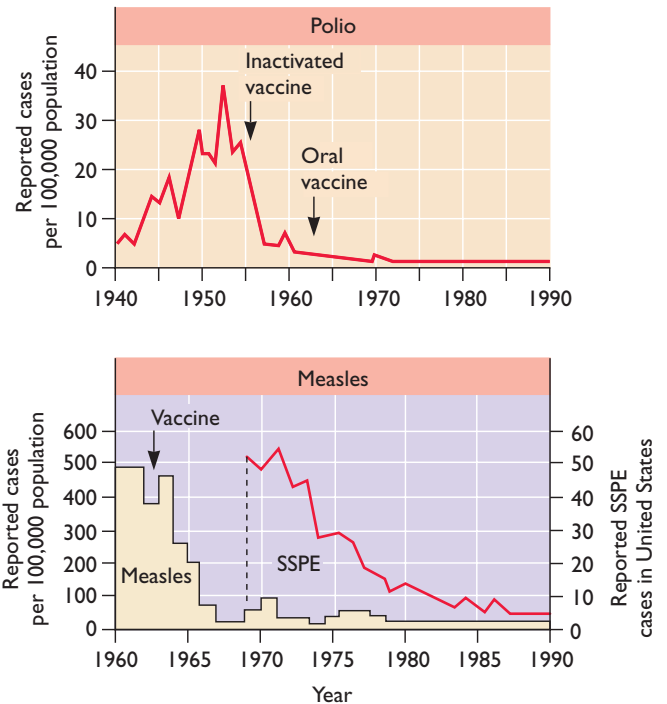 Polio
Reported cases
per 100,000 population
40
30
20
10
0
Inactivated
vaccine
Oral
vaccine
1940 1950 1960 1970 1980 1990
Measles
Reported cases
per 100,000 population
600
500
400
300
200
100
0
Vaccine
Measles
SSPE
60
50
40
30
20
10
0
Reported SSPE
cases in United States
1960 1965 1970 1975 1980 1985 1990
Year